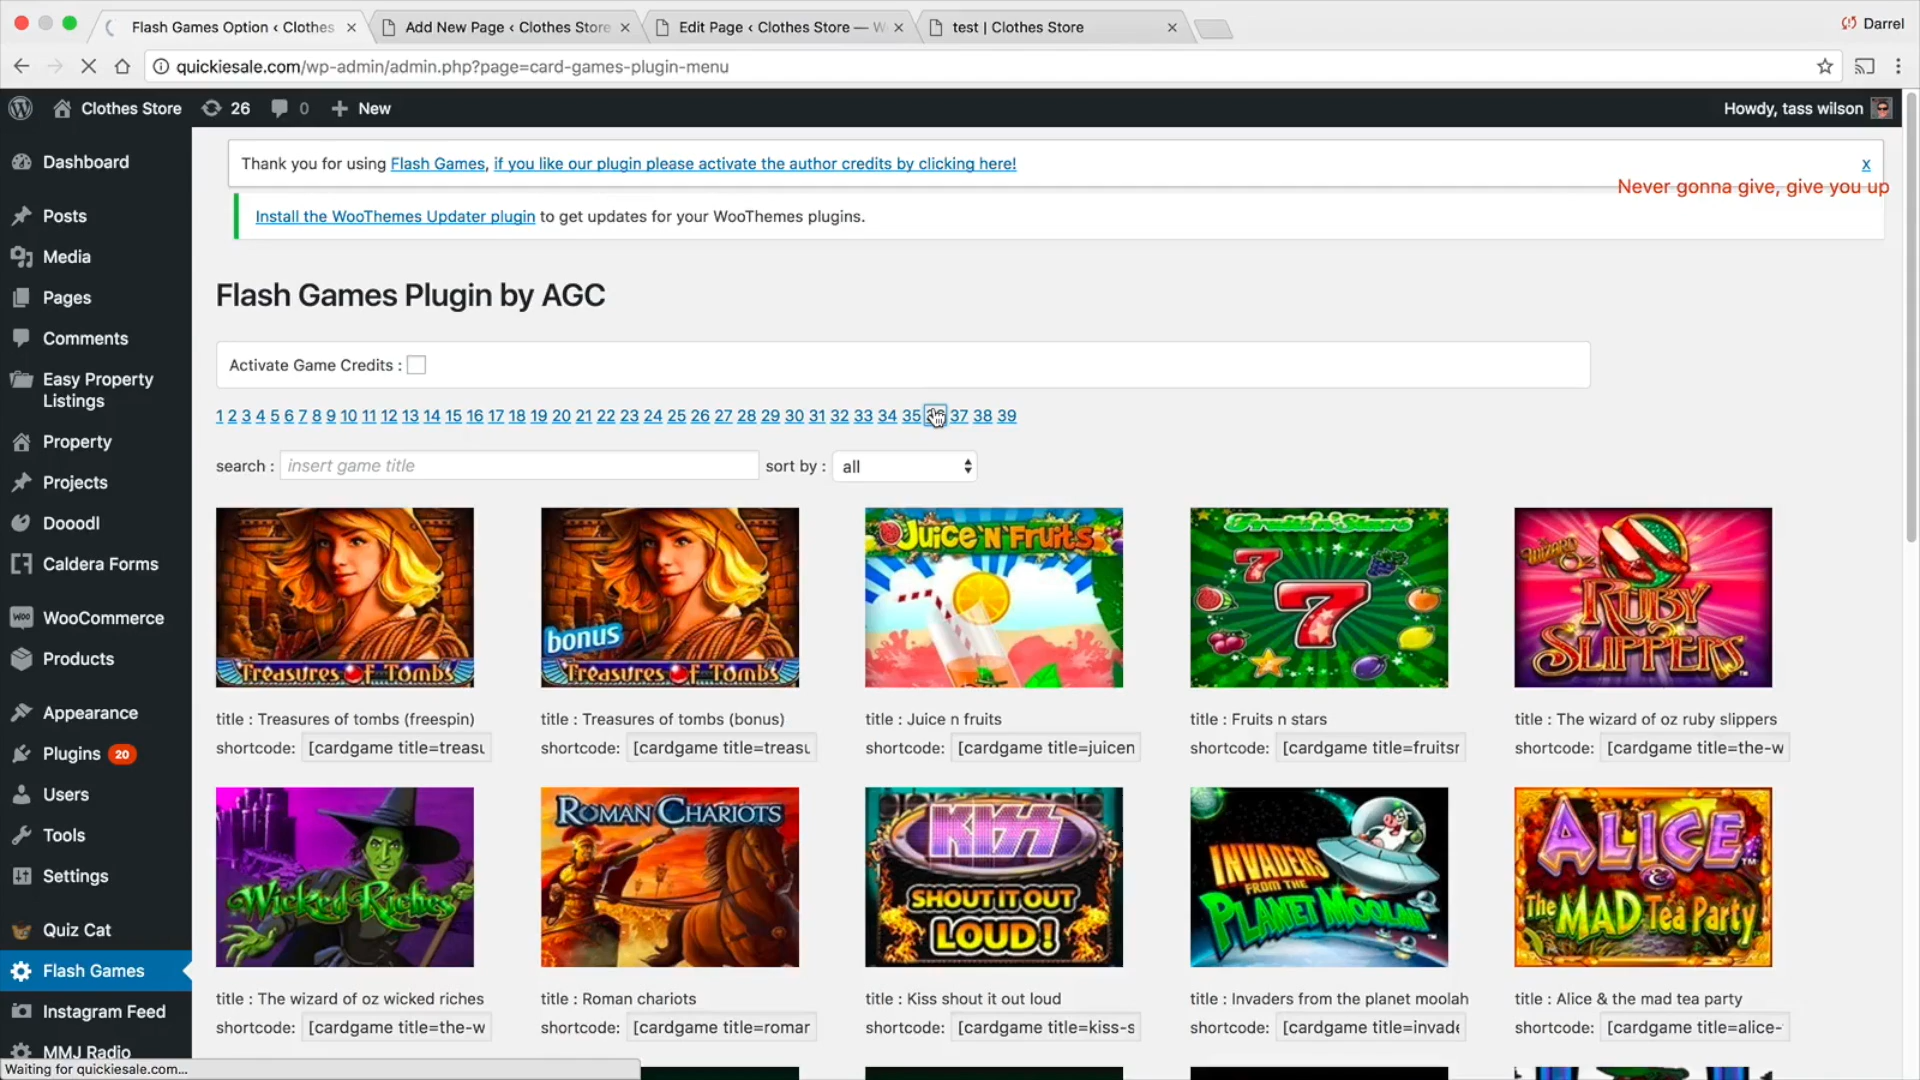 Flash Games Option ‹ Clothes
Add New Page ‹ Clothes Store
Edit Page ‹ Clothes Store — W
test | Clothes Store
Darrel
quickiesale.com/wp-admin/admin.php?page=card-games-plugin-menu
Clothes Store
26
0
New
Howdy, tass wilson
Dashboard
Posts
Media
Pages
Comments
Easy Property
Listings
Property
Projects
Dooodl
Caldera Forms
WooCommerce
Products
Appearance
Plugins 20
Users
Tools
Settings
Quiz Cat
Flash Games
Instagram Feed
MMJ Radio
Waiting for quickiesale.com...
Thank you for using Flash Games, if you like our plugin please activate the author credits by clicking here!
x
Never gonna give, give you up
Install the WooThemes Updater plugin to get updates for your WooThemes plugins.
Flash Games Plugin by AGC
Activate Game Credits :
1 2 3 4 5 6 7 8 9 10 11 12 13 14 15 16 17 18 19 20 21 22 23 24 25 26 27 28 29 30 31 32 33 34 35 37 38 39
search : insert game title sort by : all
Treasures of Tombs
bonus
Treasures of Tombs
Juice'N'Fruits
Fruits'n'Stars
7
7
Wizard of Oz
Ruby
Slippers
title : Treasures of tombs (freespin)
shortcode: [cardgame title=treasu
title : Treasures of tombs (bonus)
shortcode: [cardgame title=treasu
title : Juice n fruits
shortcode: [cardgame title=juicen
title : Fruits n stars
shortcode: [cardgame title=fruitsn
title : The wizard of oz ruby slippers
shortcode: [cardgame title=the-w
Wicked Riches
Roman Chariots
KISS
SHOUT IT OUT
LOUD!
INVADERS
FROM THE
PLANET MOOLAH
ALICE
&
The MAD Tea Party
title : The wizard of oz wicked riches
shortcode: [cardgame title=the-w
title : Roman chariots
shortcode: [cardgame title=romar
title : Kiss shout it out loud
shortcode: [cardgame title=kiss-s
title : Invaders from the planet moolah
shortcode: [cardgame title=invade
title : Alice & the mad tea party
shortcode: [cardgame title=alice-